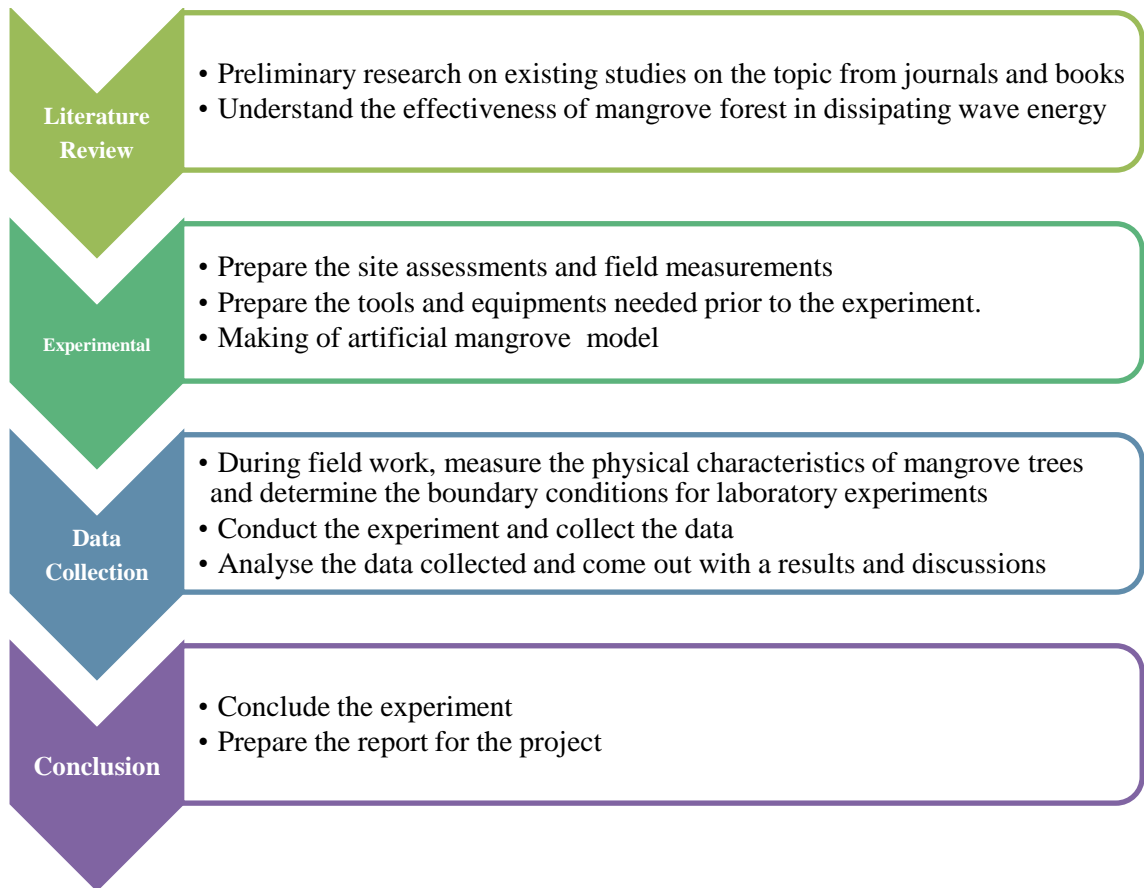 Literature
Review
• Preliminary research on existing studies on the topic from journals and books
• Understand the effectiveness of mangrove forest in dissipating wave energy
Experimental
• Prepare the site assessments and field measurements
• Prepare the tools and equipments needed prior to the experiment.
• Making of artificial mangrove model
Data
Collection
• During field work, measure the physical characteristics of mangrove trees
and determine the boundary conditions for laboratory experiments
• Conduct the experiment and collect the data
• Analyse the data collected and come out with a results and discussions
Conclusion
• Conclude the experiment
• Prepare the report for the project